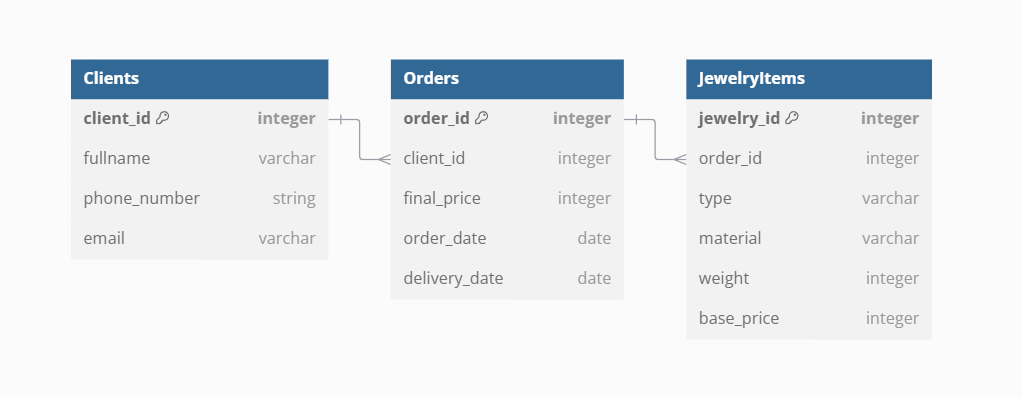 Clients
client_id integer
fullname varchar
phone_number string
email varchar
Orders
order_id integer
client_id integer
final_price integer
order_date date
delivery_date date
JewelryItems
jewelry_id integer
order_id integer
type varchar
material varchar
weight integer
base_price integer